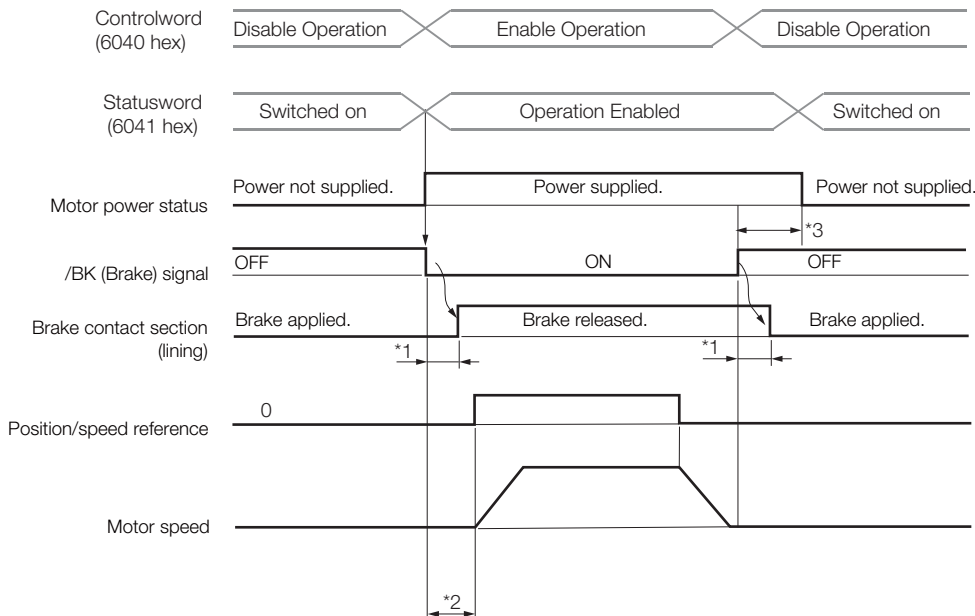 Controlword
(6040 hex)
Disable Operation
Enable Operation
Disable Operation
Statusword
(6041 hex)
Switched on
Operation Enabled
Switched on
Motor power status
Power not supplied.
Power supplied.
Power not supplied.
*3
/BK (Brake) signal
OFF
ON
OFF
Brake contact section
(lining)
Brake applied.
Brake released.
Brake applied.
*1
*1
Position/speed reference
0
Motor speed
*2